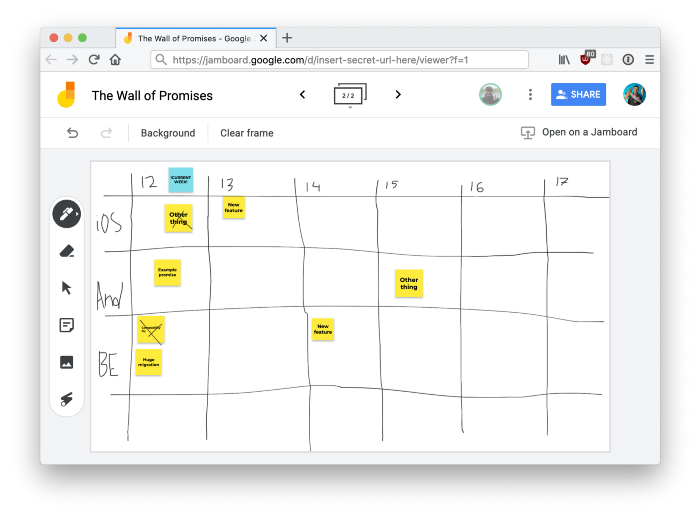 The Wall of Promises - Google
https://jamboard.google.com/d/insert-secret-url-here/viewer?f=1
80
The Wall of Promises
2 / 2
SHARE
Background
Clear frame
Open on a Jamboard
12
13
14
15
16
17
!CURRENT
WEEK!
iOS
Other
thing
New
feature
And
Example
promise
Other
thing
BE
New
feature
Huge
migration